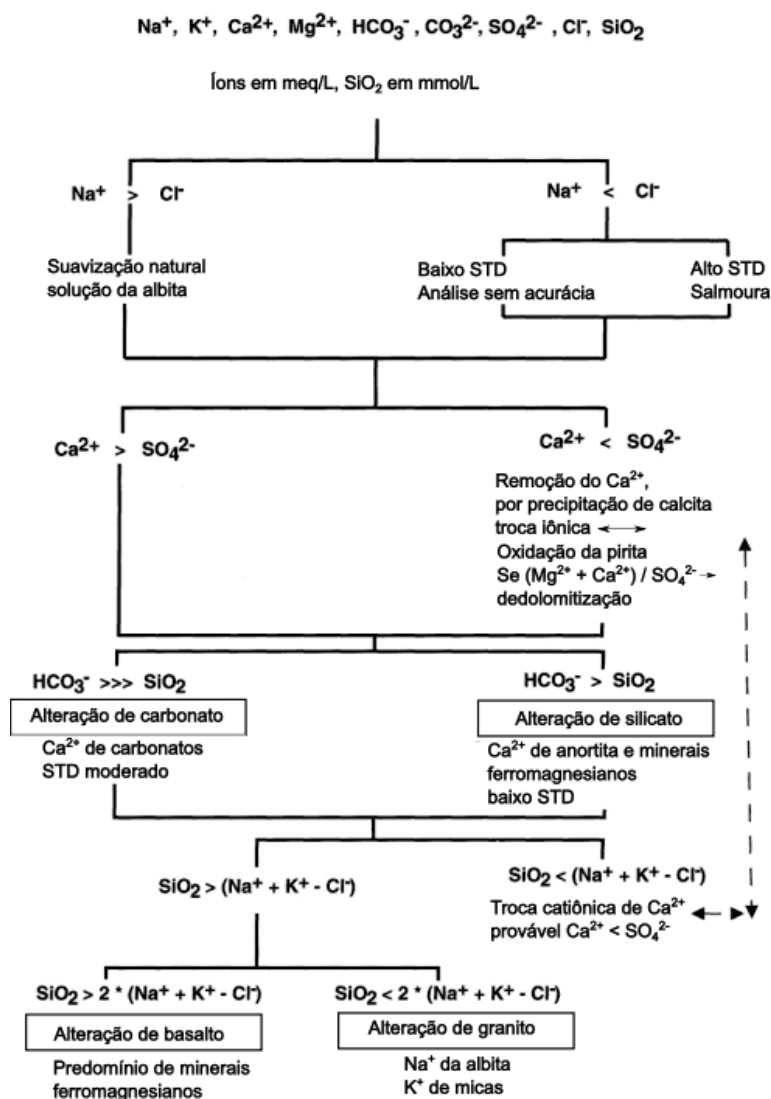 Na⁺, K⁺, Ca²⁺, Mg²⁺, HCO₃⁻, CO₃²⁻, SO₄²⁻, Cl⁻, SiO₂
Íons em meq/L, SiO₂ em mmol/L
Na⁺ > Cl⁻
Na⁺ < Cl⁻
Suavização natural
solução da albita
Baixo STD
Análise sem acurácia
Alto STD
Salmoura
Ca²⁺ > SO₄²⁻
Ca²⁺ < SO₄²⁻
Remoção do Ca²⁺,
por precipitação de calcita
troca iônica ↔
Oxidação da pirita
Se (Mg²⁺ + Ca²⁺) / SO₄²⁻ →
dedolomitização
HCO₃⁻ >>> SiO₂
Alteração de carbonato
Ca²⁺ de carbonatos
STD moderado
HCO₃⁻ > SiO₂
Alteração de silicato
Ca²⁺ de anortita e minerais
ferromagnesianos
baixo STD
SiO₂ > (Na⁺ + K⁺ - Cl⁻)
SiO₂ < (Na⁺ + K⁺ - Cl⁻)
Troca catiônica de Ca²⁺
provável Ca²⁺ < SO₄²⁻
SiO₂ > 2 * (Na⁺ + K⁺ - Cl⁻)
Alteração de basalto
Predomínio de minerais
ferromagnesianos
SiO₂ < 2 * (Na⁺ + K⁺ - Cl⁻)
Alteração de granito
Na⁺ da albita
K⁺ de micas